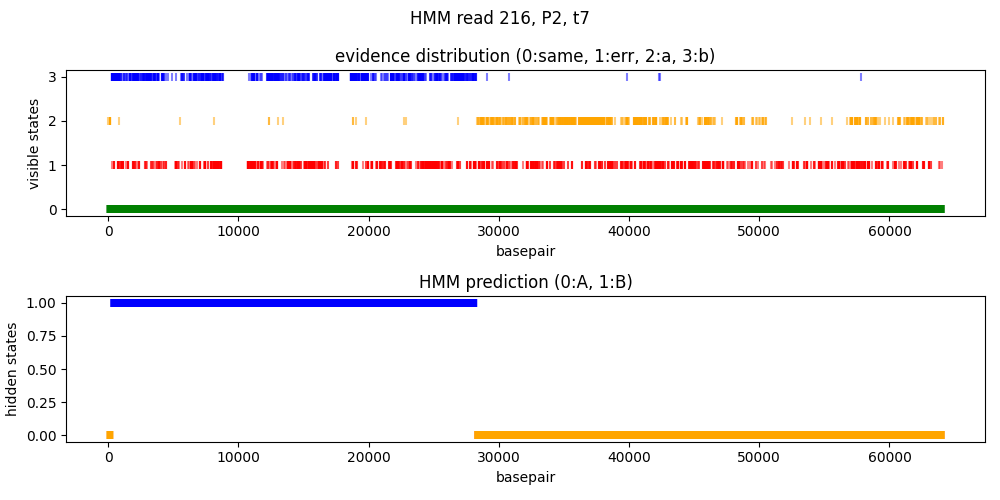 HMM read 216, P2, t7
evidence distribution (0:same, 1:err, 2:a, 3:b)
visible states
3
2
1
0
0 10000 20000 30000 40000 50000 60000
basepair
HMM prediction (0:A, 1:B)
hidden states
1.00
0.75
0.50
0.25
0.00
0 10000 20000 30000 40000 50000 60000
basepair